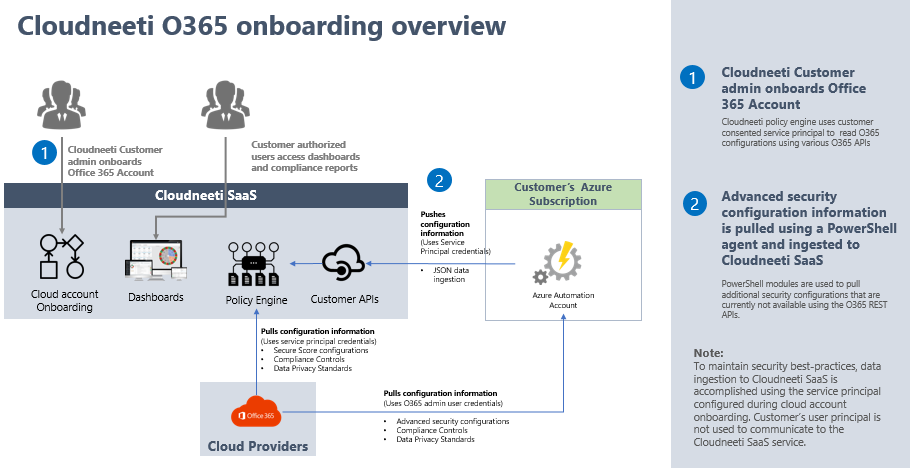 Cloudneeti O365 onboarding overview
1
Cloudneeti Customer
admin onboards
Office 365 Account
Customer authorized
users access dashboards
and compliance reports
Cloudneeti SaaS
Cloud account
Onboarding
Dashboards
Policy Engine
Customer APIs
2
Pushes
configuration
information
(Uses Service
Principal credentials)
• JSON data
ingestion
Customer's Azure
Subscription
Azure Automation
Account
Pulls configuration information
(Uses service principal credentials)
• Secure Score configurations
• Compliance Controls
• Data Privacy Standards
Office 365
Cloud Providers
Pulls configuration information
(Uses O365 admin user credentials)
• Advanced security configurations
• Compliance Controls
• Data Privacy Standards
1
Cloudneeti Customer
admin onboards Office
365 Account
Cloudneeti policy engine uses customer
consented service principal to read O365
configurations using various O365 APIs
2
Advanced security
configuration information
is pulled using a PowerShell
agent and ingested to
Cloudneeti SaaS
PowerShell modules are used to pull
additional security configurations that are
currently not available using the O365 REST
APIs.
Note:
To maintain security best-practices, data
ingestion to Cloudneeti SaaS is
accomplished using the service principal
configured during cloud account
onboarding. Customer's user principal is
not used to communicate to the
Cloudneeti SaaS service.